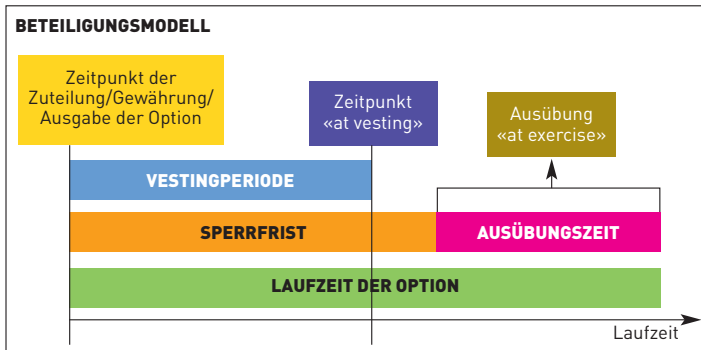 BETEILIGUNGSMODELL
Zeitpunkt der
Zuteilung/Gewährung/
Ausgabe der Option
Zeitpunkt
«at vesting»
Ausübung
«at exercise»
VESTINGPERIODE
SPERRFRIST
AUSÜBUNGSZEIT
LAUFZEIT DER OPTION
Laufzeit